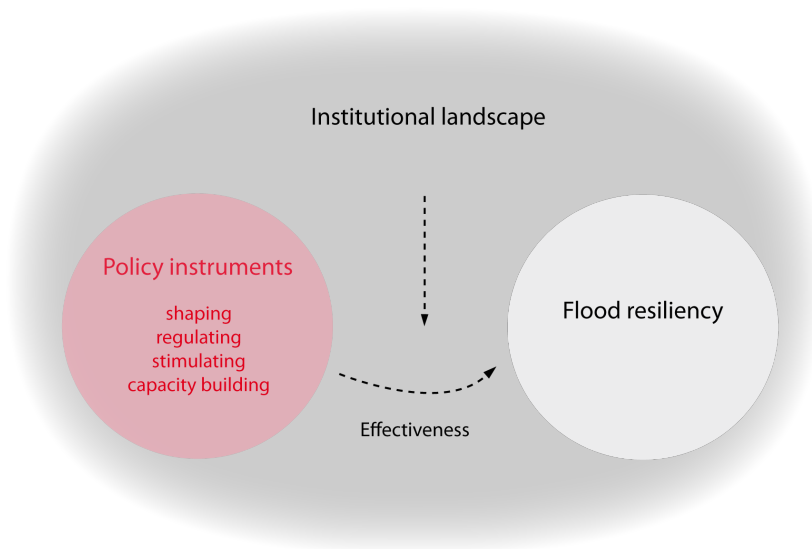 Institutional landscape
Policy instruments
shaping
regulating
stimulating
capacity building
Flood resiliency
Effectiveness